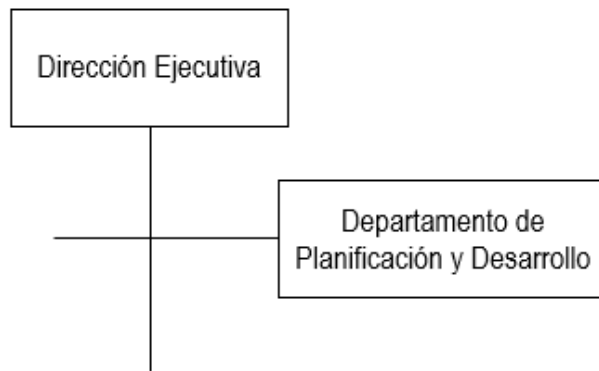 Dirección Ejecutiva
Departamento de
Planificación y Desarrollo